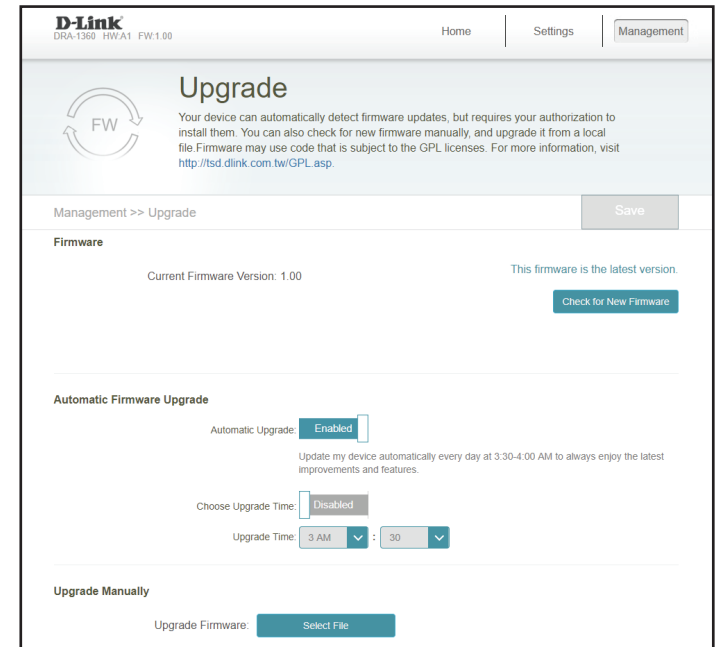 D-Link
DRA-1360 HW:A1 FW:1.00
Home
Settings
Management
FW
Upgrade
Your device can automatically detect firmware updates, but requires your authorization to
install them. You can also check for new firmware manually, and upgrade it from a local
file.Firmware may use code that is subject to the GPL licenses. For more information, visit
http://tsd.dlink.com.tw/GPL.asp.
Management >> Upgrade
Save
Firmware
Current Firmware Version: 1.00
This firmware is the latest version.
Check for New Firmware
Automatic Firmware Upgrade
Automatic Upgrade: Enabled
Update my device automatically every day at 3:30-4:00 AM to always enjoy the latest
improvements and features.
Choose Upgrade Time: Disabled
Upgrade Time: 3 AM : 30
Upgrade Manually
Upgrade Firmware: Select File